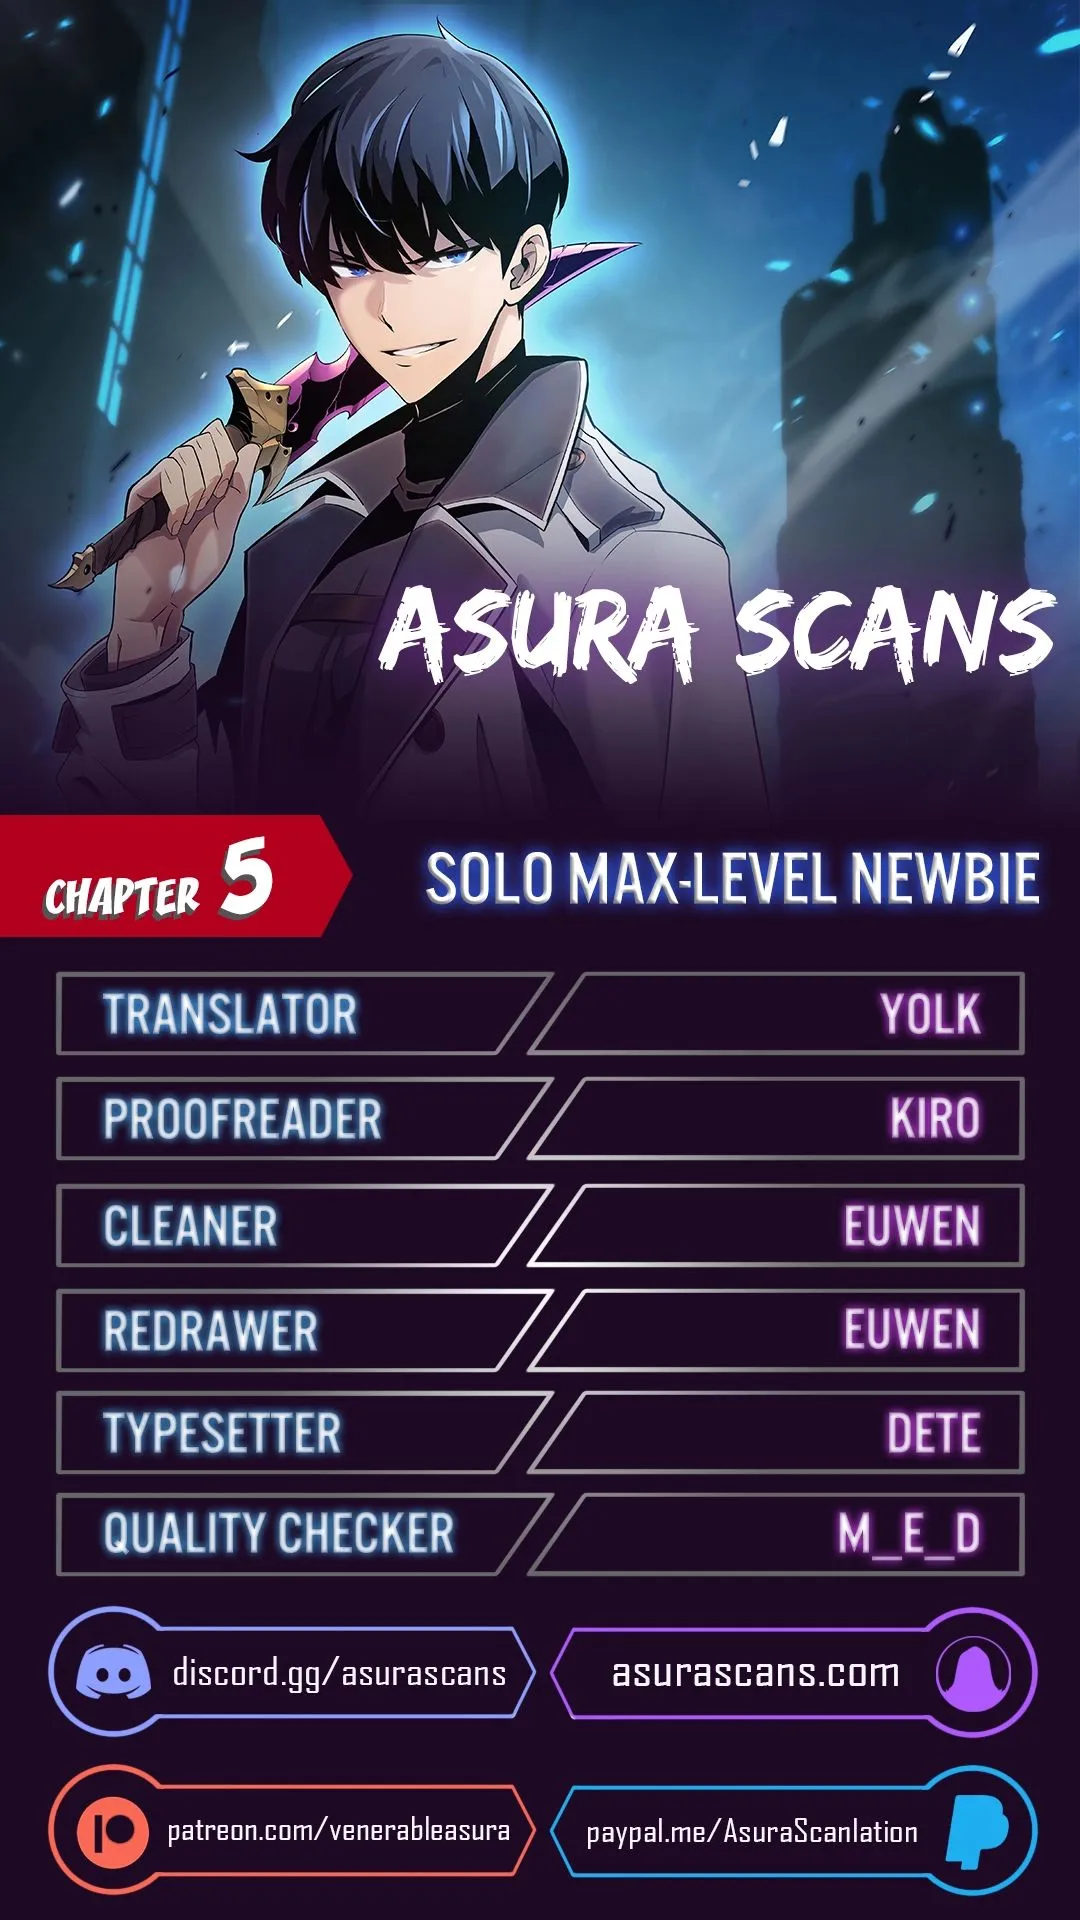 ASURA SCANS
CHAPTER 5
SOLO MAX-LEVEL NEWBIE
TRANSLATOR YOLK
PROOFREADER KIRO
CLEANER EUWEN
REDRAWER EUWEN
TYPESETTER DETE
QUALITY CHECKER M_E_D
discord.gg/asurascans
asurascans.com
patreon.com/venerableasura
paypal.me/AsuraScanlation